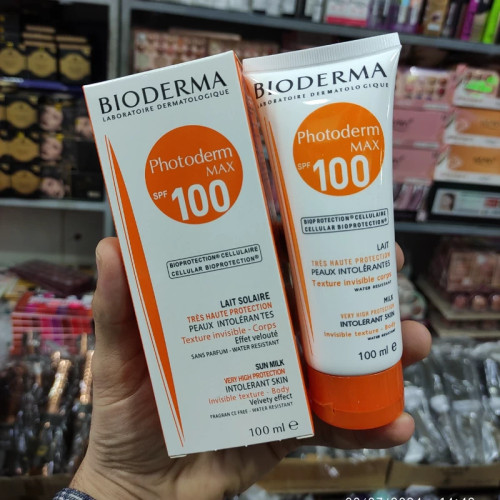 BIODERMA
LABORATOIRE DERMATOLOGIQUE
Photoderm
MAX
SPF 100
BIOPROTECTION® CELLULAIRE
CELLULAR BIOPROTECTION®
LAIT SOLAIRE
TRÈS HAUTE PROTECTION
PEAUX INTOLÉRANTES
Texture invisible - Corps
Effet velouté
SANS PARFUM - WATER RESISTANT
SUN MILK
VERY HIGH PROTECTION
INTOLERANT SKIN
Invisible texture - Body
Velvety effect
FRAGRANCE FREE - WATER RESISTANT
100 ml e
BIODERMA
LABORATOIRE DERMATOLOGIQUE
Photoderm
MAX
SPF 100
BIOPROTECTION® CELLULAIRE
CELLULAR BIOPROTECTION®
LAIT
TRÈS HAUTE PROTECTION
PEAUX INTOLÉRANTES
Texture invisible corps
WATER RESISTANT
MILK
VERY HIGH PROTECTION
INTOLERANT SKIN
Invisible texture - Body
WATER RESISTANT
100 ml e